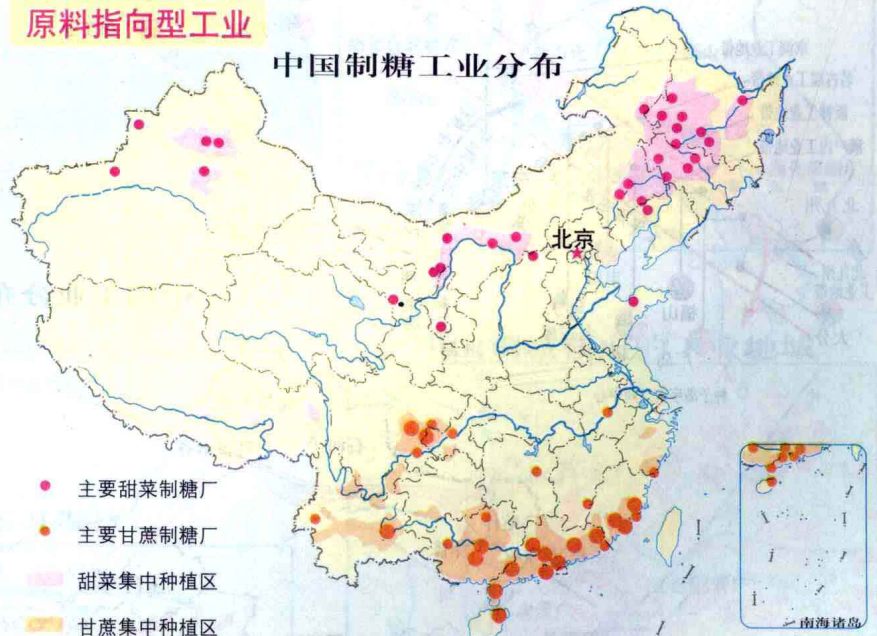 原料指向型工业
中国制糖工业分布
北京
主要甜菜制糖厂
主要甘蔗制糖厂
甜菜集中种植区
甘蔗集中种植区
南海诸岛